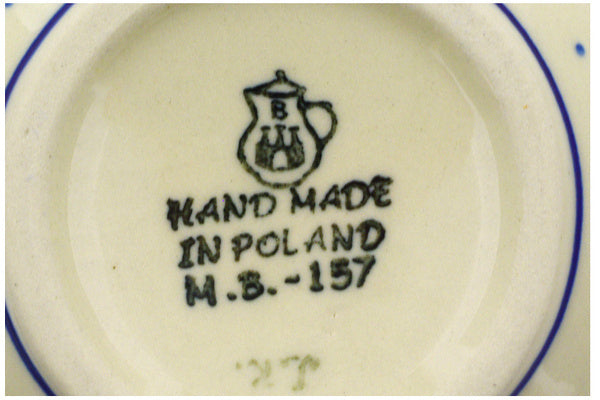 B
HAND MADE
IN POLAND
M.B.-157
J.K.